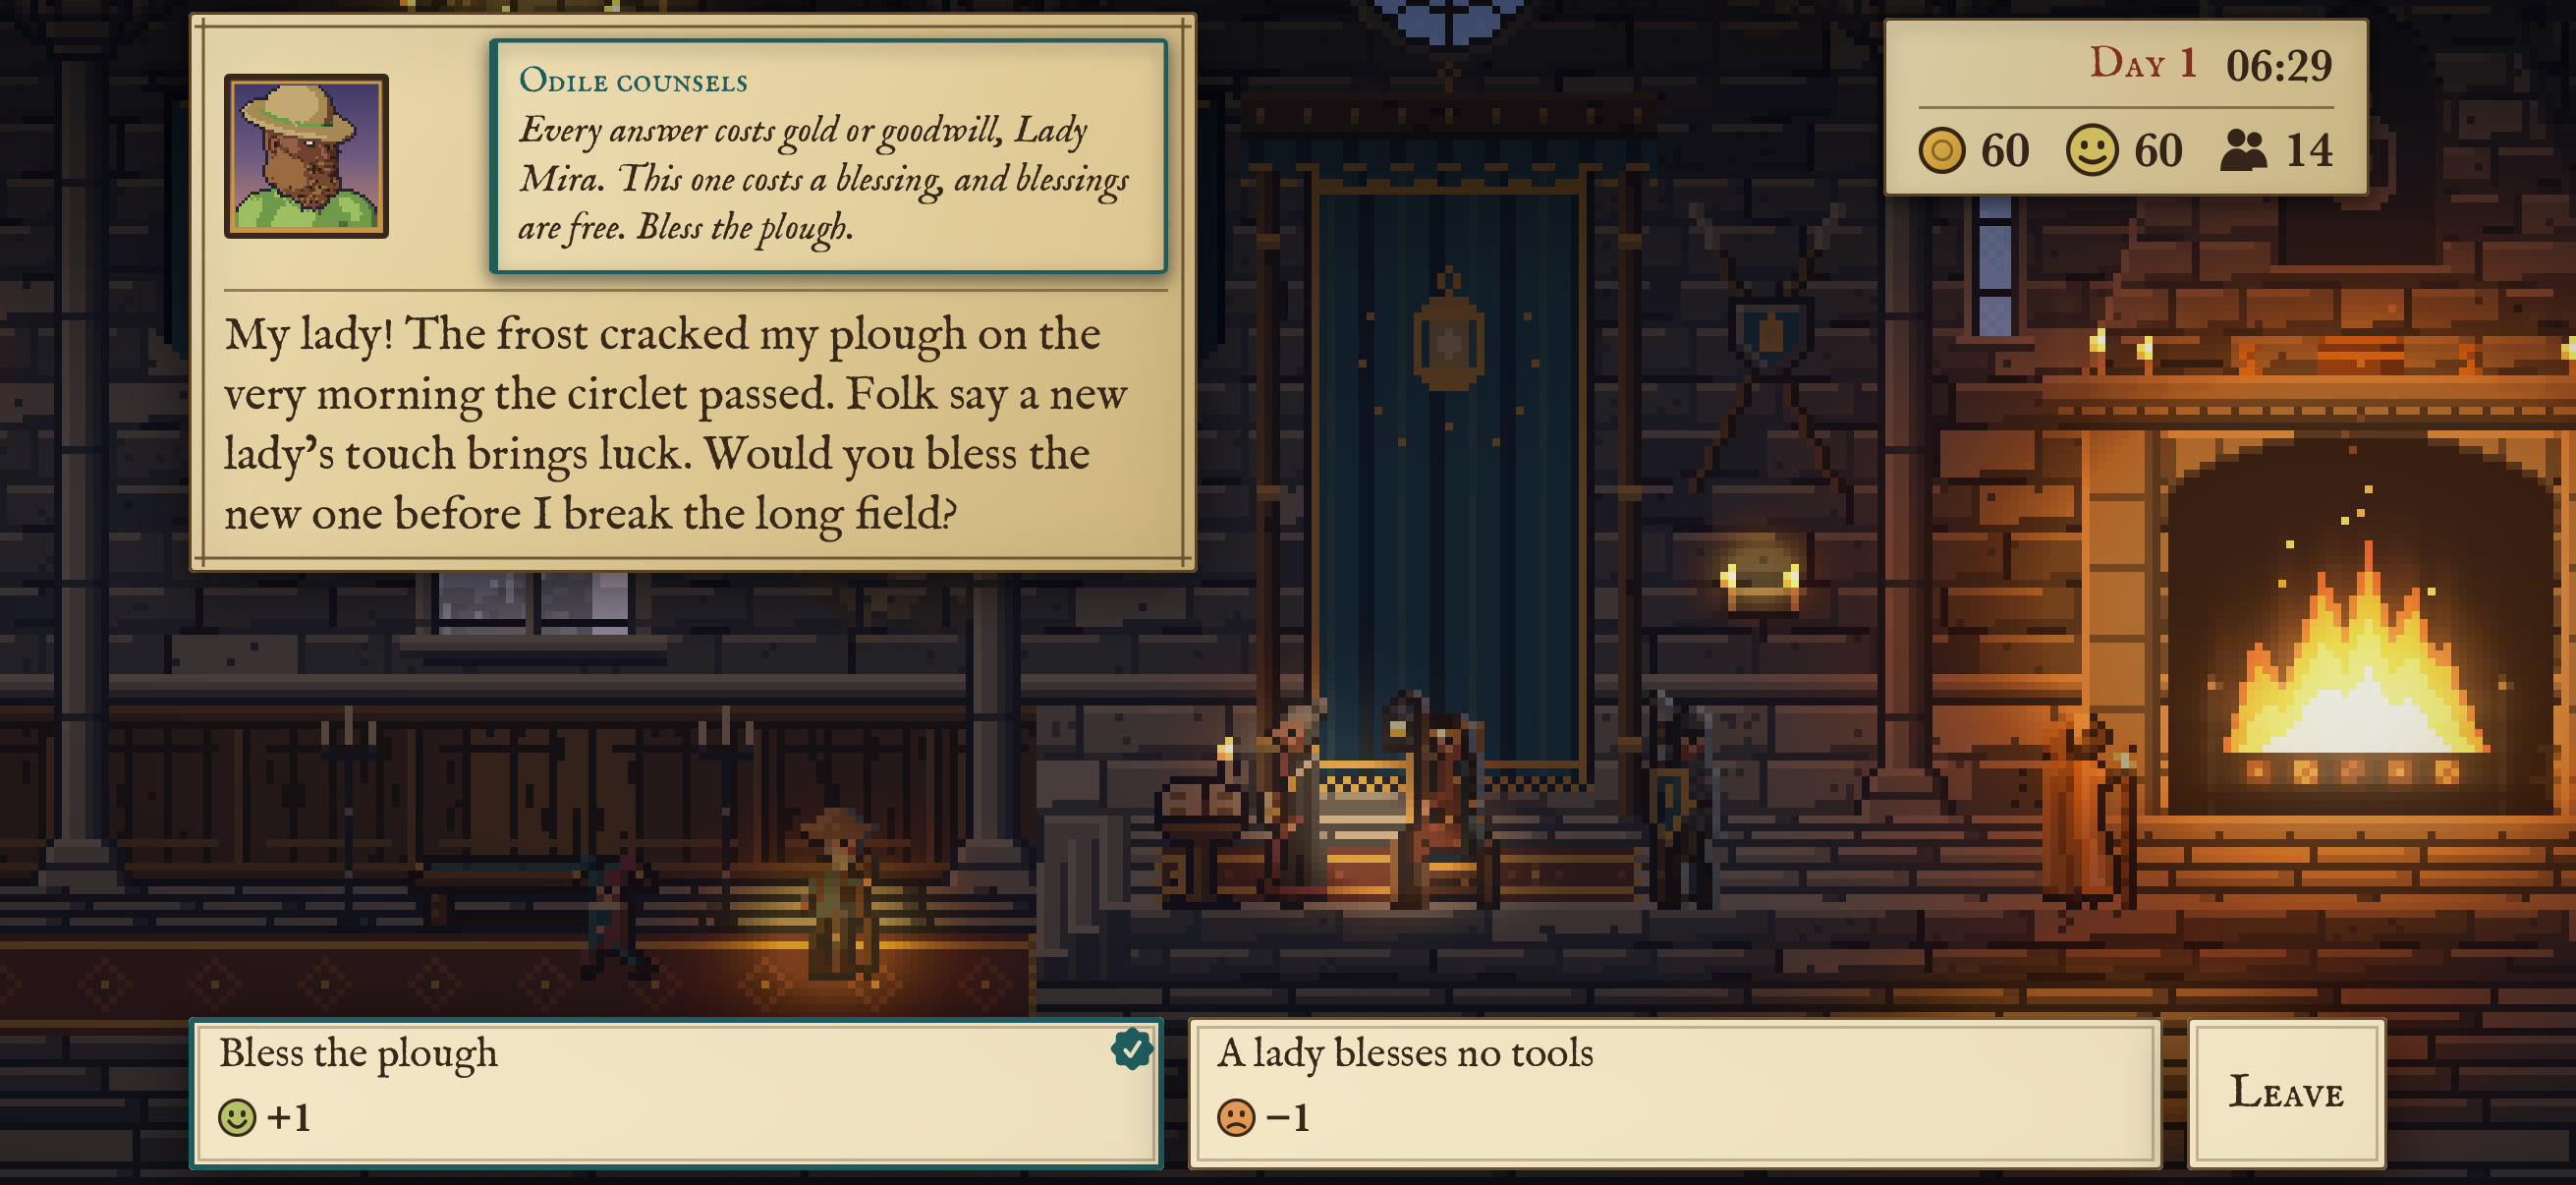 Odile counsels
Every answer costs gold or goodwill, Lady
Mira. This one costs a blessing, and blessings
are free. Bless the plough.
My lady! The frost cracked my plough on the
very morning the circlet passed. Folk say a new
lady’s touch brings luck. Would you bless the
new one before I break the long field?
Day 1 06:29
60 60 14
Bless the plough
+1
A lady blesses no tools
−1
Leave